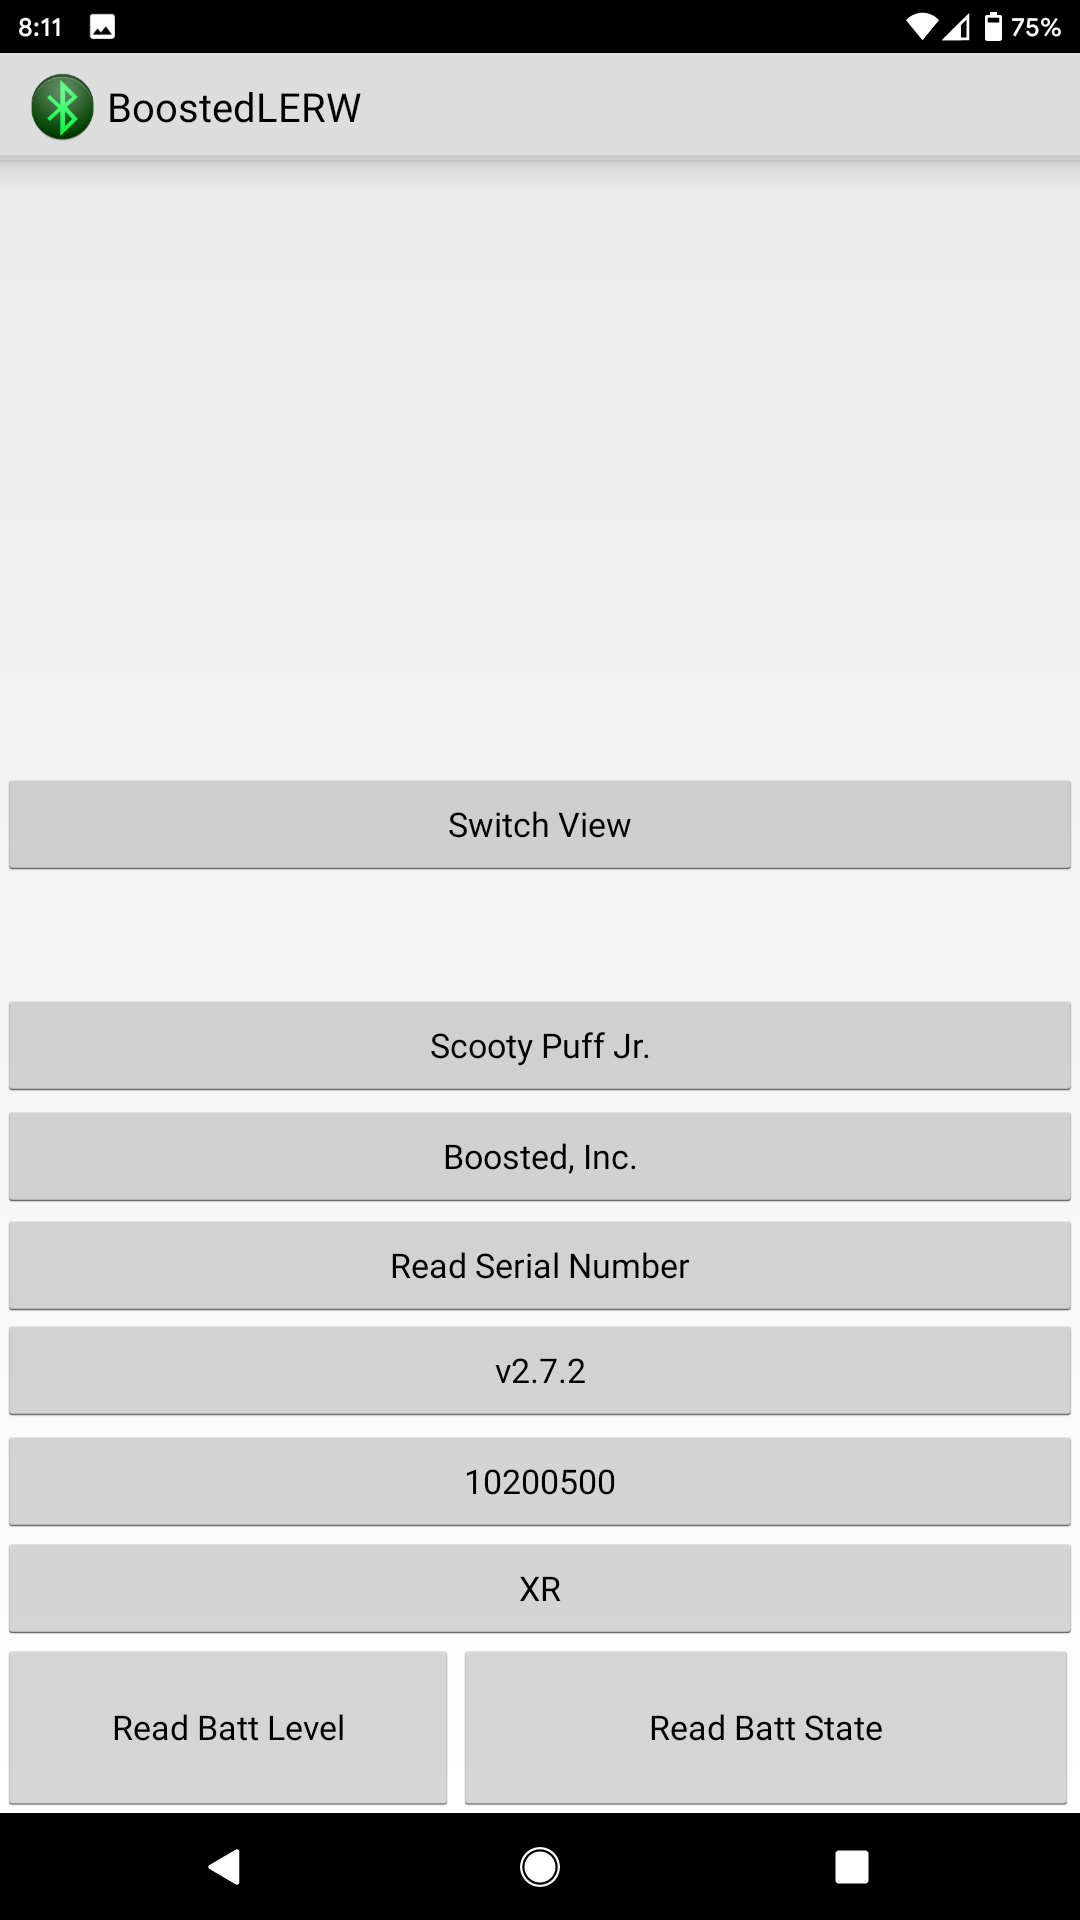 8:11 75%
BoostedLERW
Switch View
Scooty Puff Jr.
Boosted, Inc.
Read Serial Number
v2.7.2
10200500
XR
Read Batt Level Read Batt State